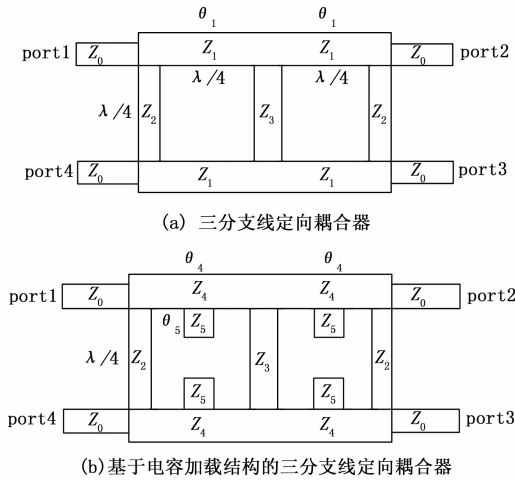 θ₁ θ₁
port1 Z₀ Z₁ Z₁ Z₀ port2
λ/4 λ/4
λ/4 Z₂ Z₃ Z₂
port4 Z₀ Z₁ Z₁ Z₀ port3
(a) 三分支线定向耦合器
θ₄ θ₄
port1 Z₀ Z₄ Z₄ Z₀ port2
θ₅ Z₅ Z₅
λ/4 Z₂ Z₃ Z₂
Z₅ Z₅
port4 Z₀ Z₄ Z₄ Z₀ port3
(b)基于电容加载结构的三分支线定向耦合器